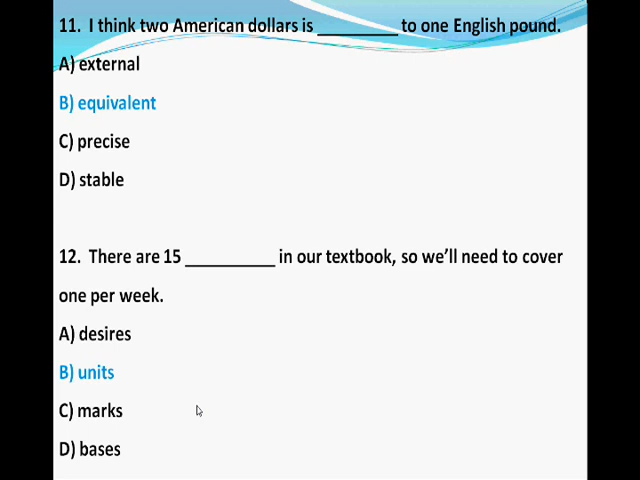 11. I think two American dollars is _________ to one English pound.
A) external
B) equivalent
C) precise
D) stable
12. There are 15 __________ in our textbook, so we'll need to cover
one per week.
A) desires
B) units
C) marks
D) bases